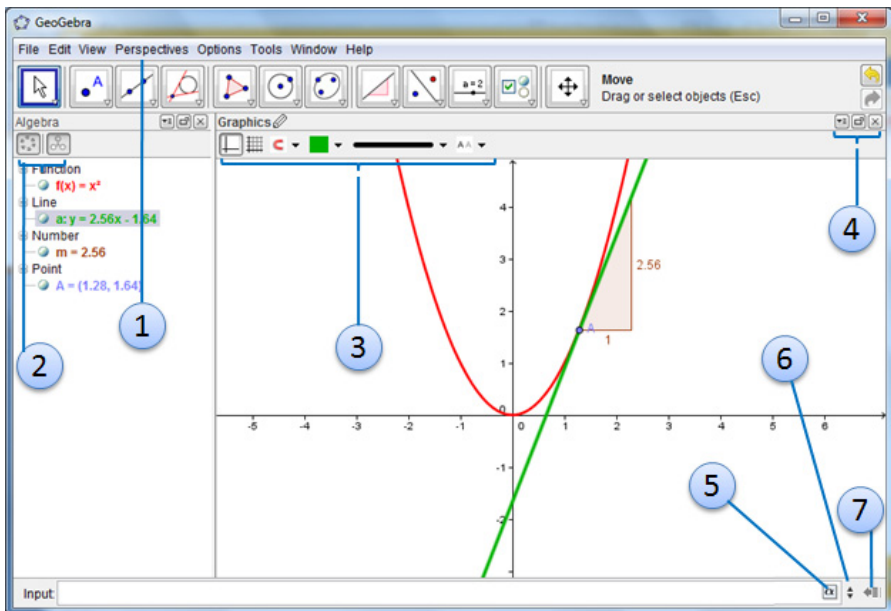 GeoGebra
File Edit View Perspectives Options Tools Window Help
A
a=2
Move
Drag or select objects (Esc)
Algebra
Graphics
AA
Function
f(x) = x²
Line
a: y = 2.56x - 1.64
Number
m = 2.56
Point
A = (1.28, 1.64)
1
2
3
4
5
6
7
4
3
2
1
0
-1
-2
-5 -4 -3 -2 -1 0 1 2 3 4 5 6
2.56
1
A
Input:
α